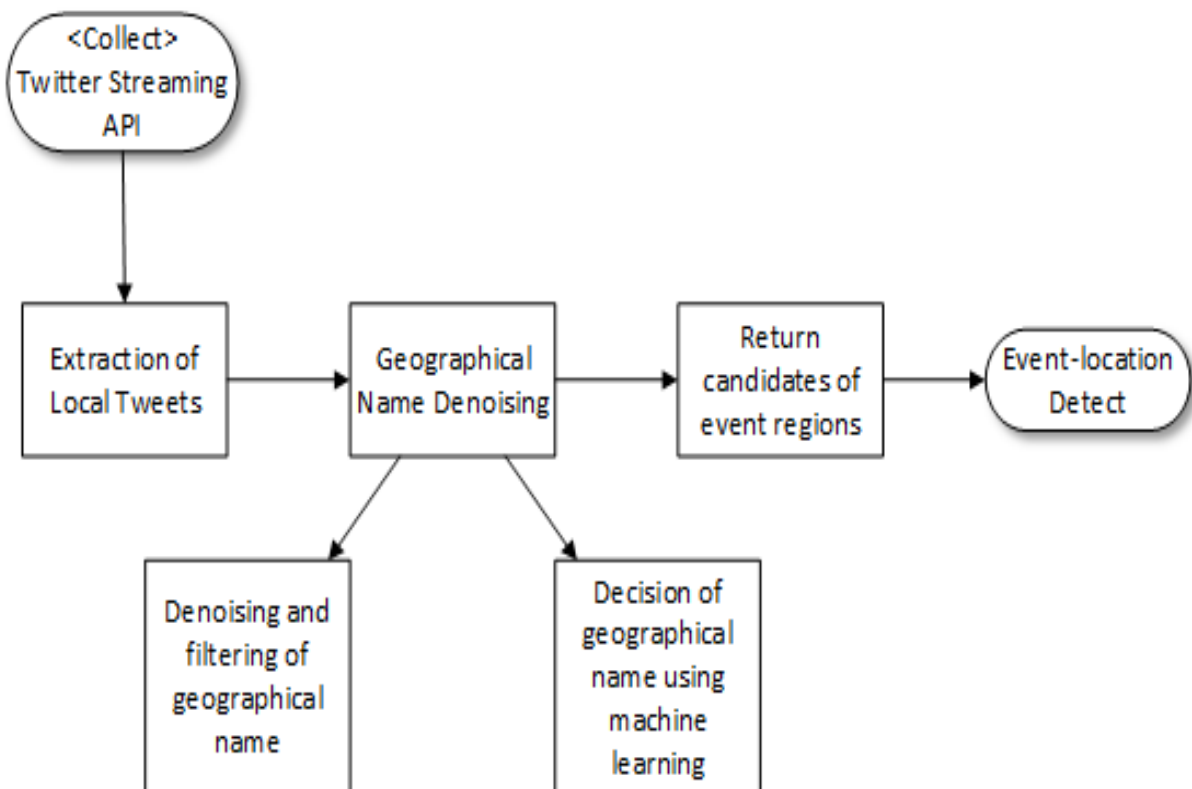 <Collect>
Twitter Streaming
API
Extraction of
Local Tweets
Geographical
Name Denoising
Return
candidates of
event regions
Event-location
Detect
Denoising and
filtering of
geographical
name
Decision of
geographical
name using
machine
learning